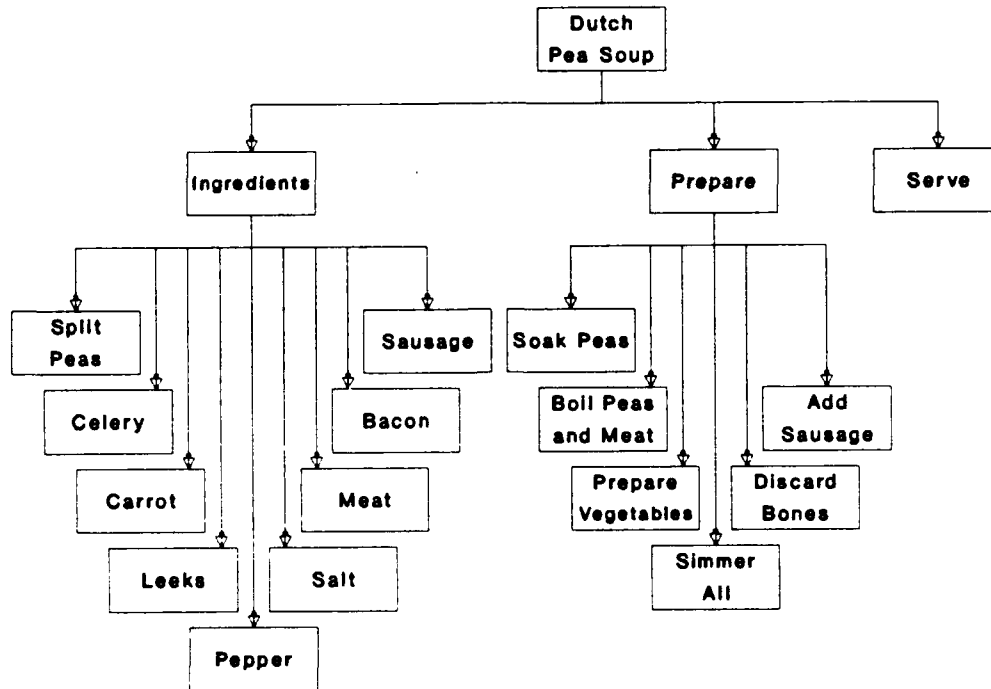 Dutch
Pea Soup
Ingredients
Prepare
Serve
Split
Peas
Sausage
Soak Peas
Celery
Bacon
Boil Peas
and Meat
Add
Sausage
Carrot
Meat
Prepare
Vegetables
Discard
Bones
Leeks
Salt
Simmer
All
Pepper